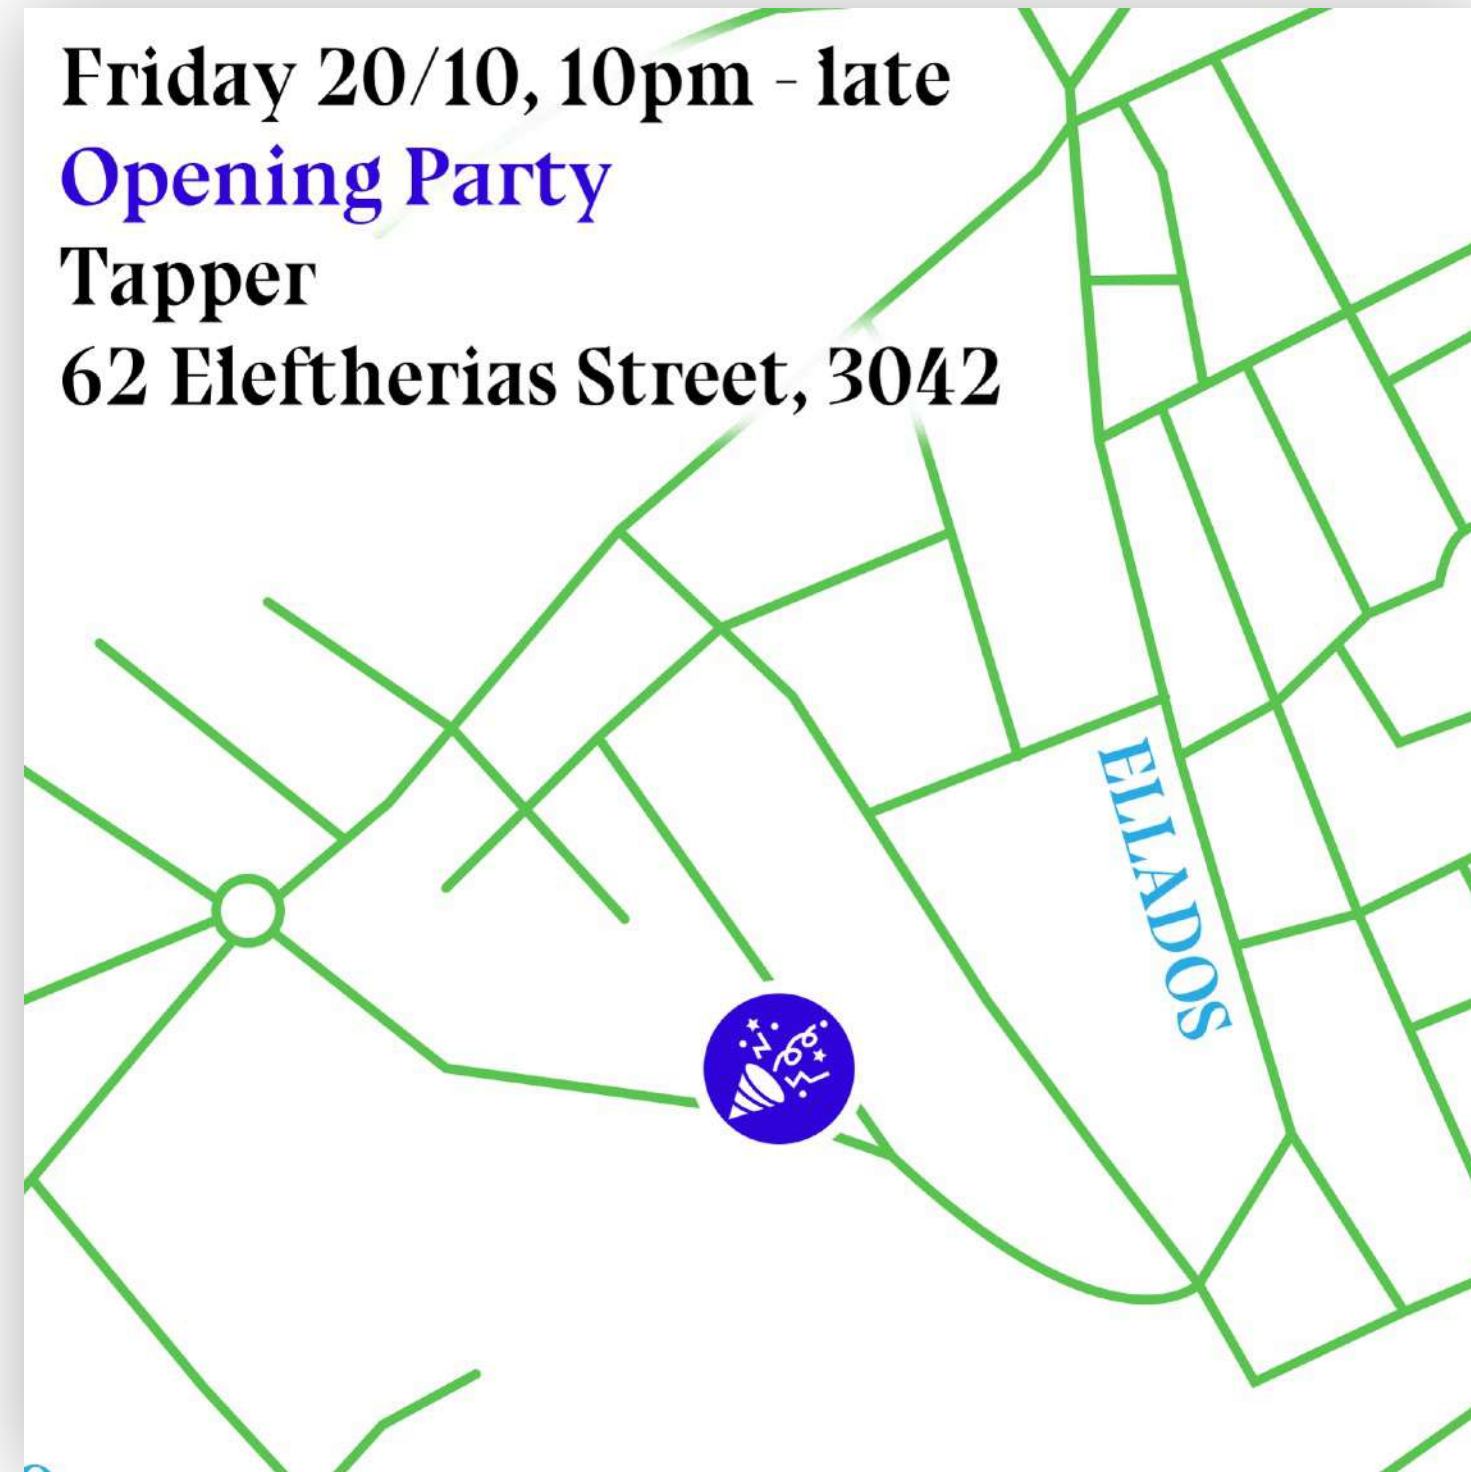 Friday 20/10, 10pm - late
Opening Party
Tapper
62 Eleftherias Street, 3042
ELLADOS